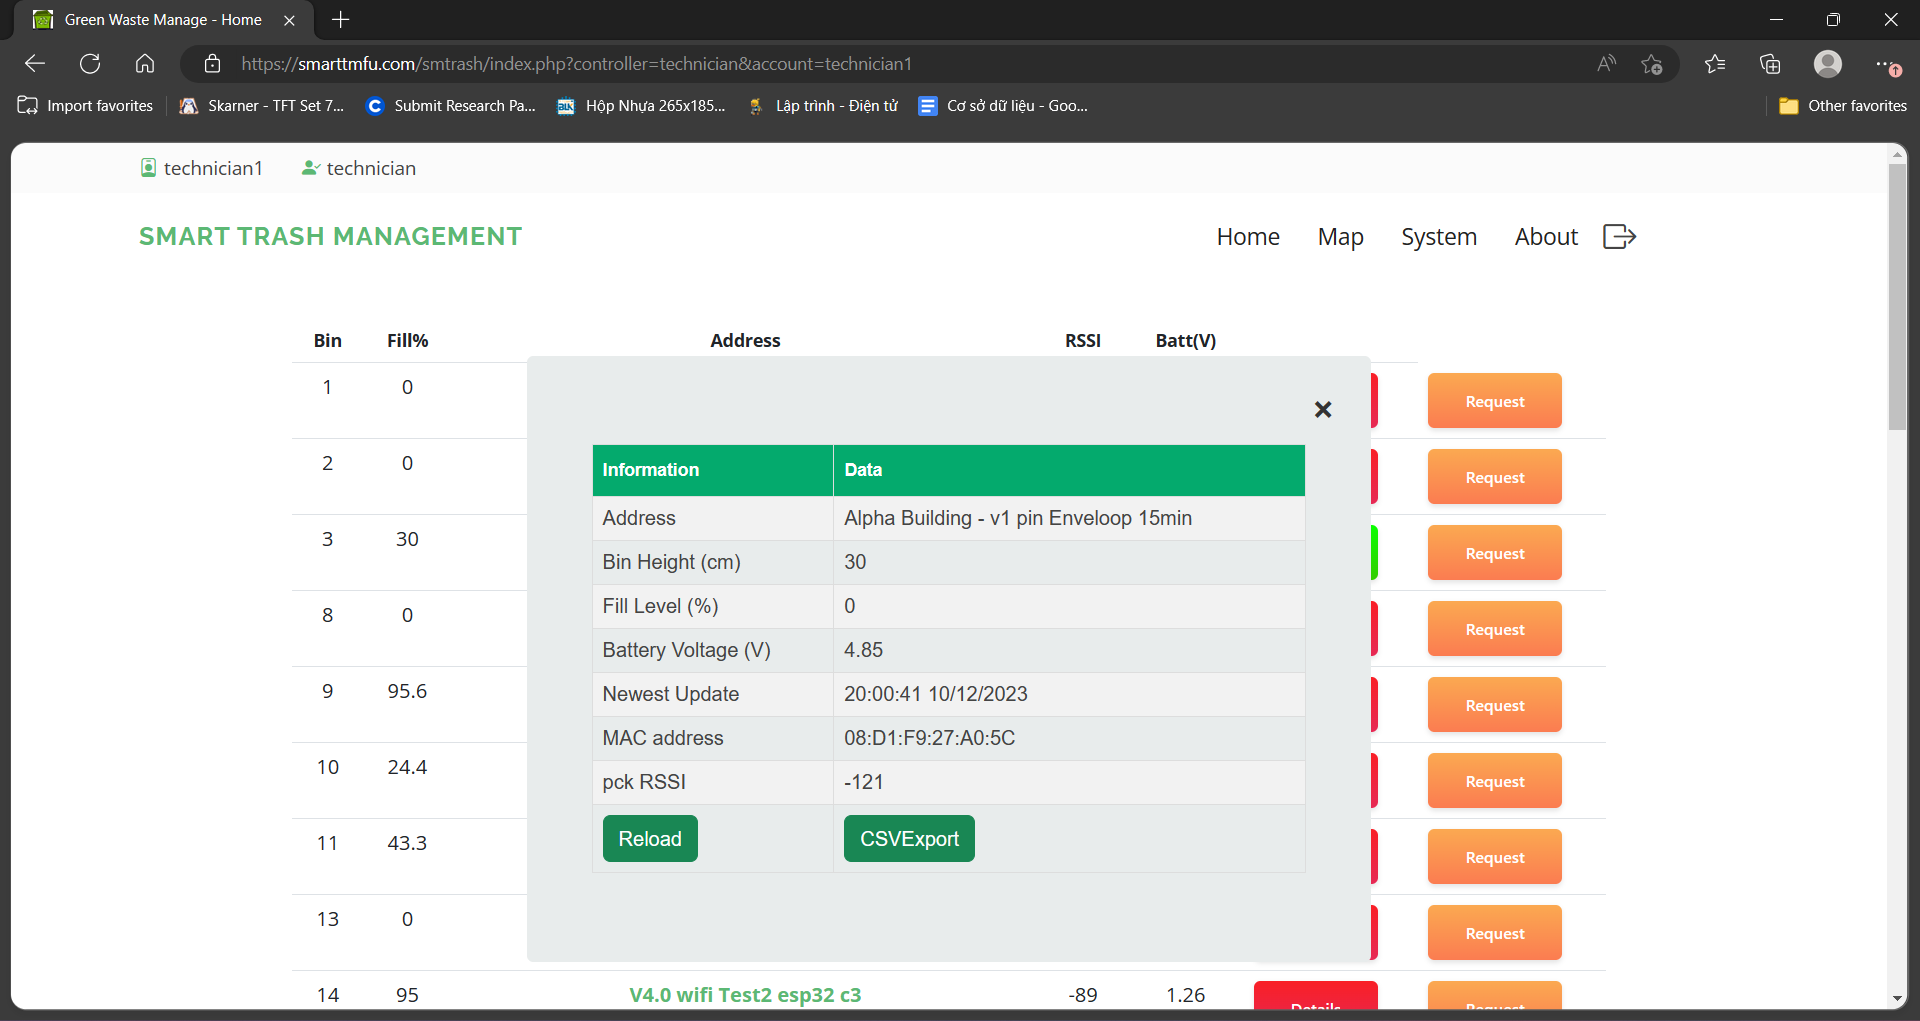 Green Waste Manage - Home
https://smarttmfu.com/smtrash/index.php?controller=technician&account=technician1
Import favorites
Skarner - TFT Set 7...
Submit Research Pa...
Hộp Nhựa 265x185...
Lập trình - Điện tử
Cơ sở dữ liệu - Goo...
Other favorites
technician1 technician
SMART TRASH MANAGEMENT
Home Map System About
Bin Fill% Address RSSI Batt(V)
1 0 Request
2 0 Request
3 30 Request
8 0 Request
9 95.6 Request
10 24.4 Request
11 43.3 Request
13 0 Request
14 95 V4.0 wifi Test2 esp32 c3 -89 1.26 Details Request
Information Data
Address Alpha Building - v1 pin Enveloop 15min
Bin Height (cm) 30
Fill Level (%) 0
Battery Voltage (V) 4.85
Newest Update 20:00:41 10/12/2023
MAC address 08:D1:F9:27:A0:5C
pck RSSI -121
Reload CSVExport